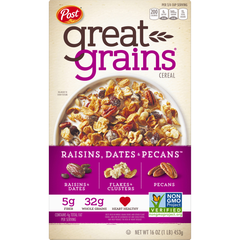 Post
great
grains
CEREAL
RAISINS, DATES + PECANS
RAISINS+
DATES
FLAKES+
CLUSTERS
PECANS
5g
FIBER
32g
WHOLE GRAINS
HEART HEALTHY
NON
GMO
Project
VERIFIED
NET WT 16 OZ (1 LB) 453g